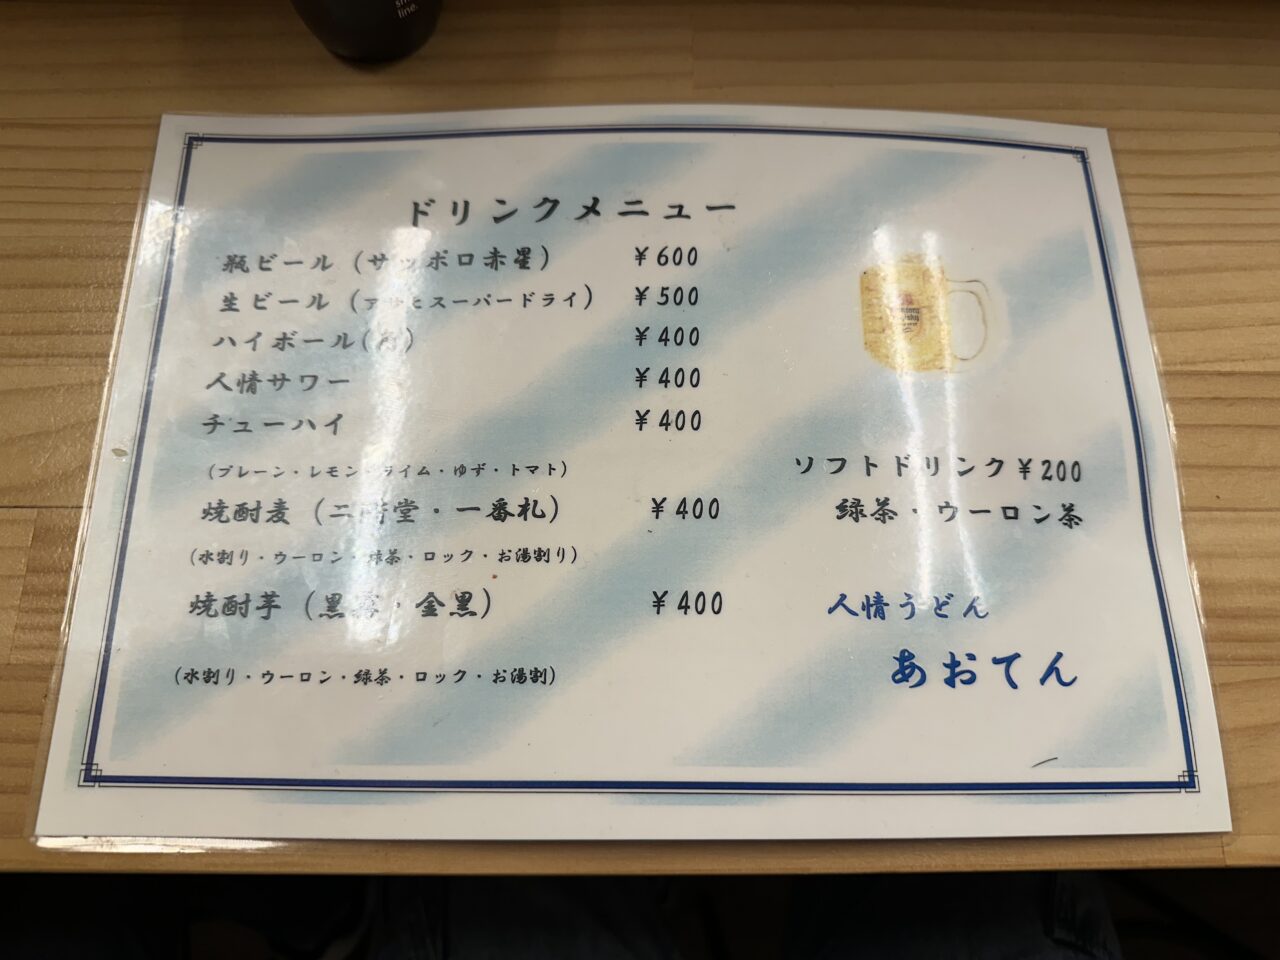 line.
ドリンクメニュー
瓶ビール（サッポロ赤星） ￥600
生ビール（アサヒスーパードライ） ￥500
ハイボール(角) ￥400
人情サワー ￥400
チューハイ ￥400
（プレーン・レモン・ライム・ゆず・トマト）
焼酎麦（二階堂・一番札） ￥400
（水割り・ウーロン・緑茶・ロック・お湯割り）
焼酎芋（黒霧・金黒） ￥400
（水割り・ウーロン・緑茶・ロック・お湯割）
ソフトドリンク￥200
緑茶・ウーロン茶
人情うどん
あおてん